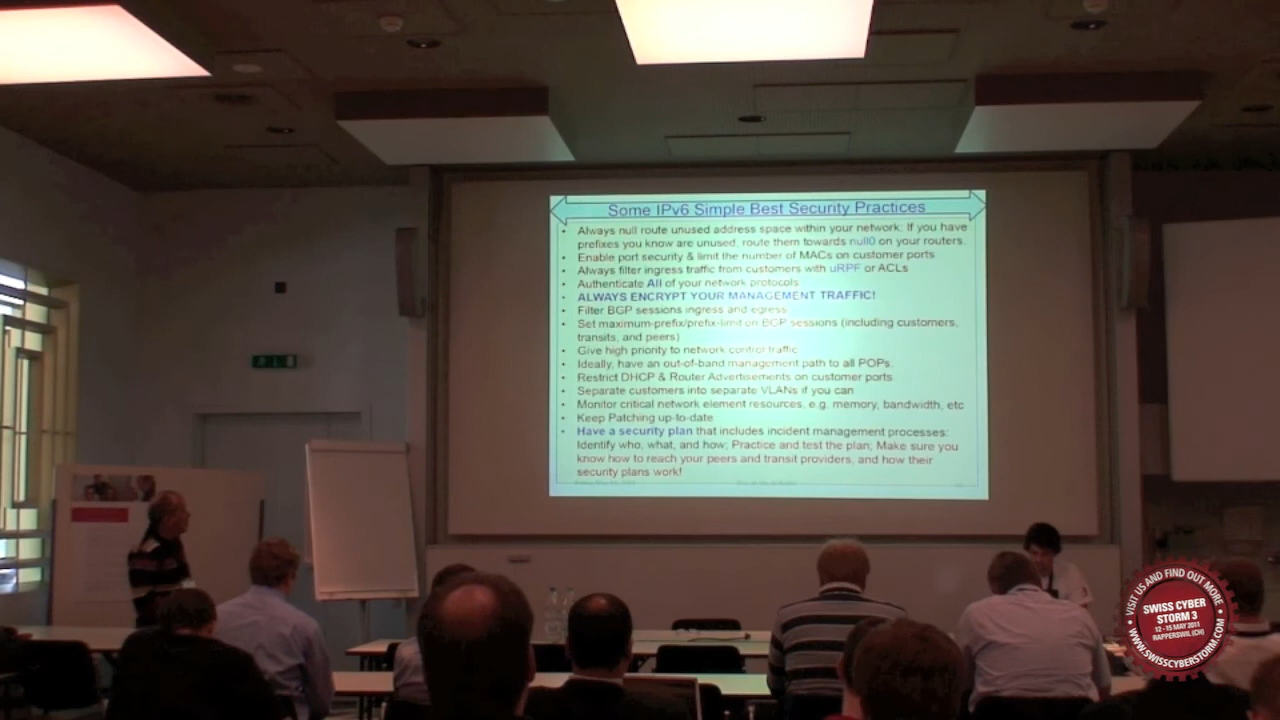 Some IPv6 Simple Best Security Practices
• Always null route unused address space within your network: If you have
prefixes you know are unused, route them towards null0 on your routers.
• Enable port security & limit the number of MACs on customer ports
• Always filter ingress traffic from customers with uRPF or ACLs
• Authenticate All of your network protocols
• ALWAYS ENCRYPT YOUR MANAGEMENT TRAFFIC!
• Filter BGP sessions ingress and egress
• Set maximum-prefix/prefix-limit on BGP sessions (including customers,
transits, and peers)
• Give high priority to network control traffic
• Ideally, have an out-of-band management path to all POPs.
• Restrict DHCP & Router Advertisements on customer ports
• Separate customers into separate VLANs if you can
• Monitor critical network element resources, e.g. memory, bandwidth, etc
• Keep Patching up-to-date
• Have a security plan that includes incident management processes:
Identify who, what, and how; Practice and test the plan; Make sure you
know how to reach your peers and transit providers, and how their
security plans work!
• VISIT US AND FIND OUT MORE •
SWISS CYBER
STORM 3
12 - 15 MAY 2011
RAPPERSWIL (CH)
WWW.SWISSCYBERSTORM.COM